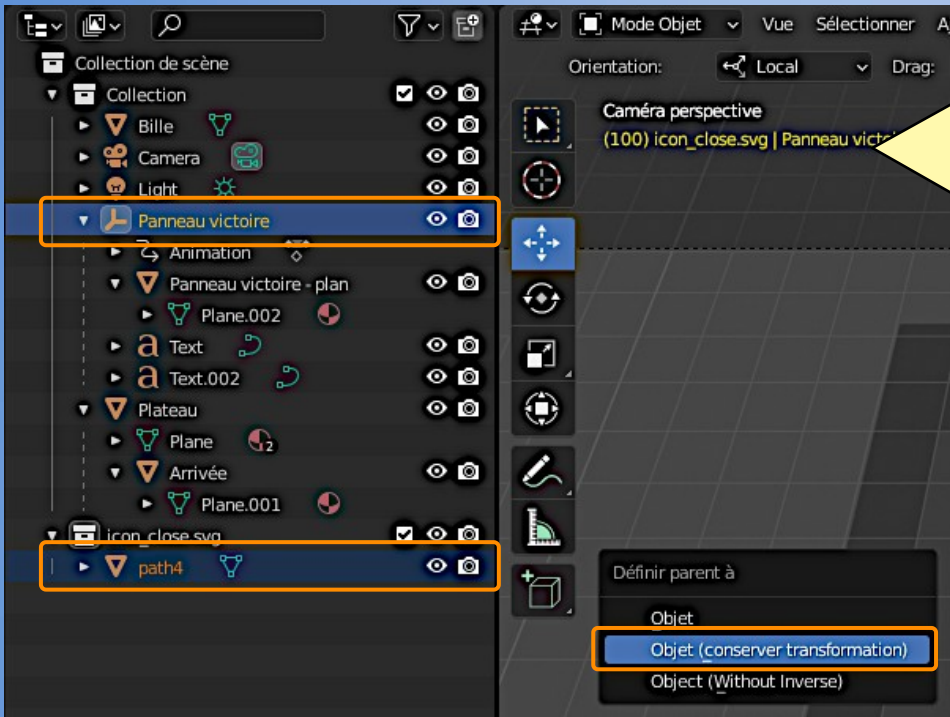 Mode Objet Vue Sélectionner
Collection de scène
Orientation: Local Drag:
Collection
Caméra perspective
Bille
(100) icon_close.svg | Panneau
Camera
Light
Panneau victoire
Animation
Panneau victoire - plan
Plane.002
a Text
a Text.002
Plateau
Plane 2
Arrivée
Plane.001
icon_close.svg
path4
Définir parent à
Objet
Objet (conserver transformation)
Object (Without Inverse)